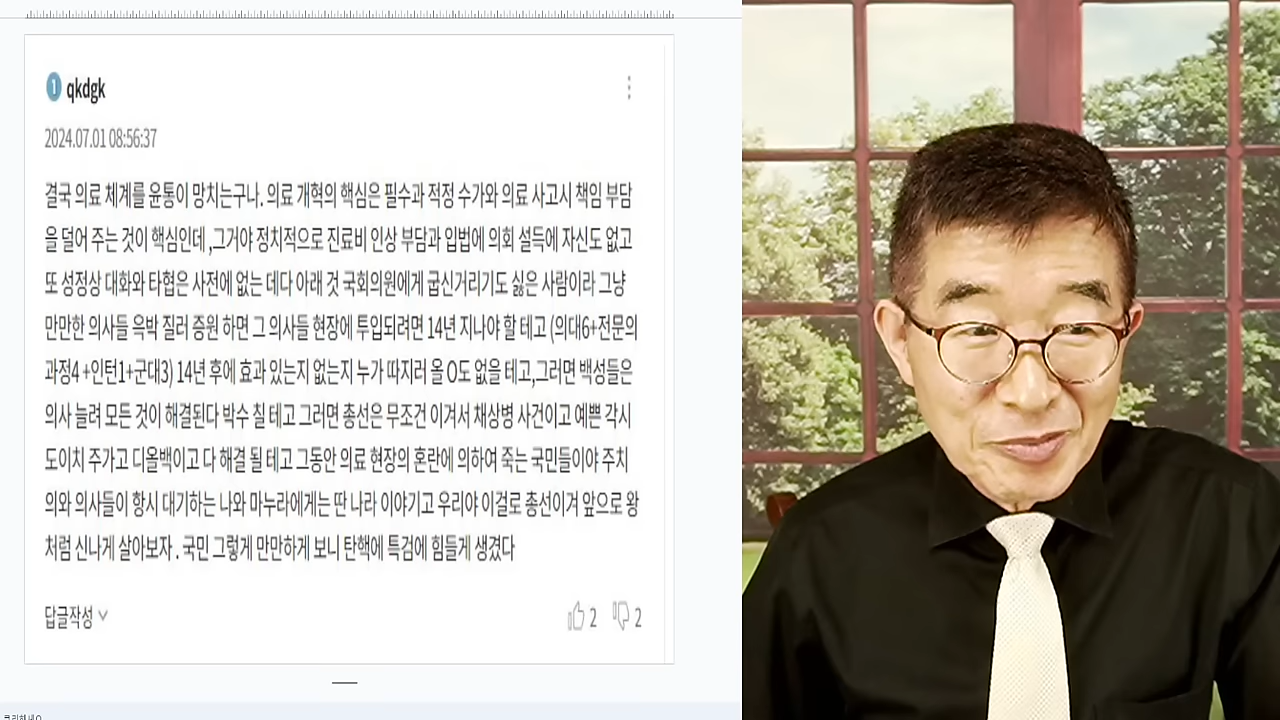 1 qkdgk
2024.07.01 08:56:37
결국 의료 체계를 윤통이 망치는구나. 의료 개혁의 핵심은 필수과 적정 수가와 의료 사고시 책임 부담
을 덜어 주는 것이 핵심인데 ,그거야 정치적으로 진료비 인상 부담과 입법에 의회 설득에 자신도 없고
또 성정상 대화와 타협은 사전에 없는 데다 아래 것 국회의원에게 굽신거리기도 싫은 사람이라 그냥
만만한 의사들 윽박 질러 증원 하면 그 의사들 현장에 투입되려면 14년 지나야 할 테고 (의대6+전문의
과정4 +인턴1+군대3) 14년 후에 효과 있는지 없는지 누가 따지러 올 O도 없을 테고,그러면 백성들은
의사 늘려 모든 것이 해결된다 박수 칠 테고 그러면 총선은 무조건 이겨서 채상병 사건이고 예쁜 각시
도이치 주가고 디올백이고 다 해결 될 테고 그동안 의료 현장의 혼란에 의하여 죽는 국민들이야 주치
의와 의사들이 항시 대기하는 나와 마누라에게는 딴 나라 이야기고 우리야 이걸로 총선이겨 앞으로 왕
처럼 신나게 살아보자 . 국민 그렇게 만만하게 보니 탄핵에 특검에 힘들게 생겼다
답글작성 2 2